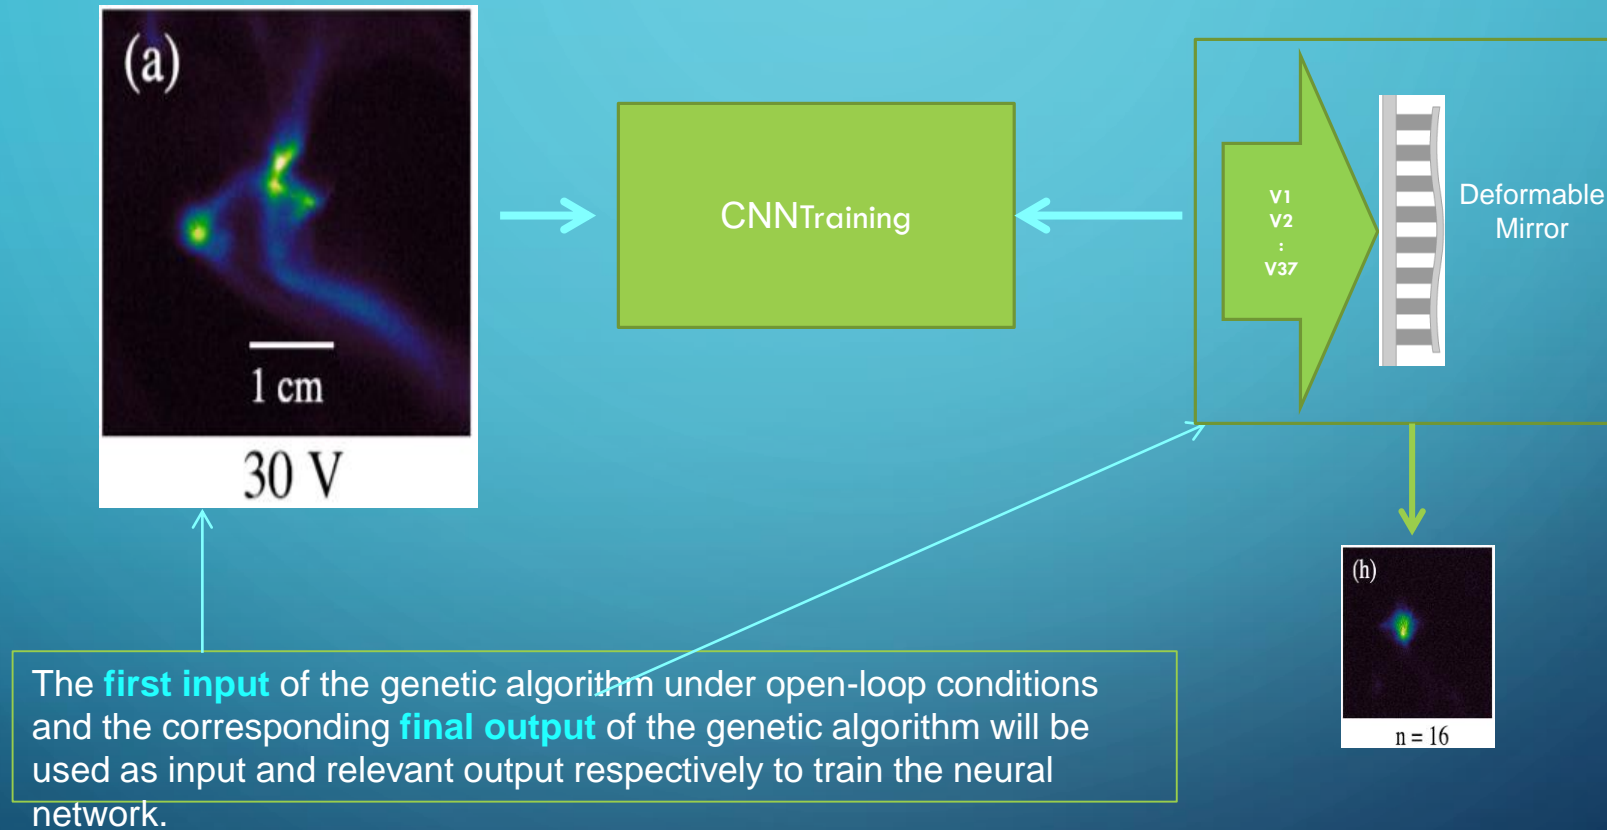 (a)
1 cm
30 V
CNNTraining
V1
V2
:
V37
Deformable
Mirror
(h)
n = 16
The first input of the genetic algorithm under open-loop conditions
and the corresponding final output of the genetic algorithm will be
used as input and relevant output respectively to train the neural
network.